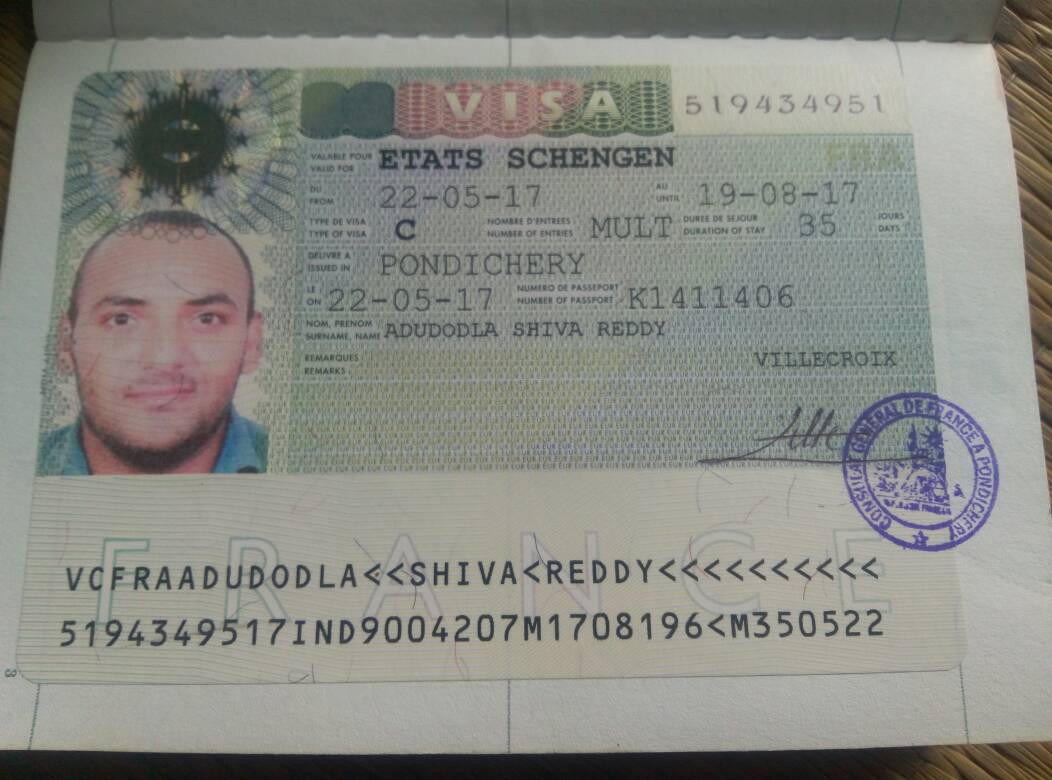 VISA
519434951
FRA
VALABLE POUR
VALID FOR
ETATS SCHENGEN
DU
FROM
22-05-17
AU
UNTIL
19-08-17
TYPE DE VISA
TYPE OF VISA
C
NOMBRE D'ENTREES
NUMBER OF ENTRIES
MULT
DUREE DE SEJOUR
DURATION OF STAY
35
JOURS
DAYS
DELIVRE A
ISSUED IN
PONDICHERY
LE
ON
22-05-17
NUMERO DE PASSEPORT
NUMBER OF PASSPORT
K1411406
NOM, PRENOM
SURNAME, NAME
ADUDODLA SHIVA REDDY
REMARQUES
REMARKS
VILLECROIX
CONSULAT GENERAL DE FRANCE A PONDICHERY
FRANCE
VCFRAADUDODLA<<SHIVA<REDDY<<<<<<<<<<
5194349517IND9004207M1708196<M350522